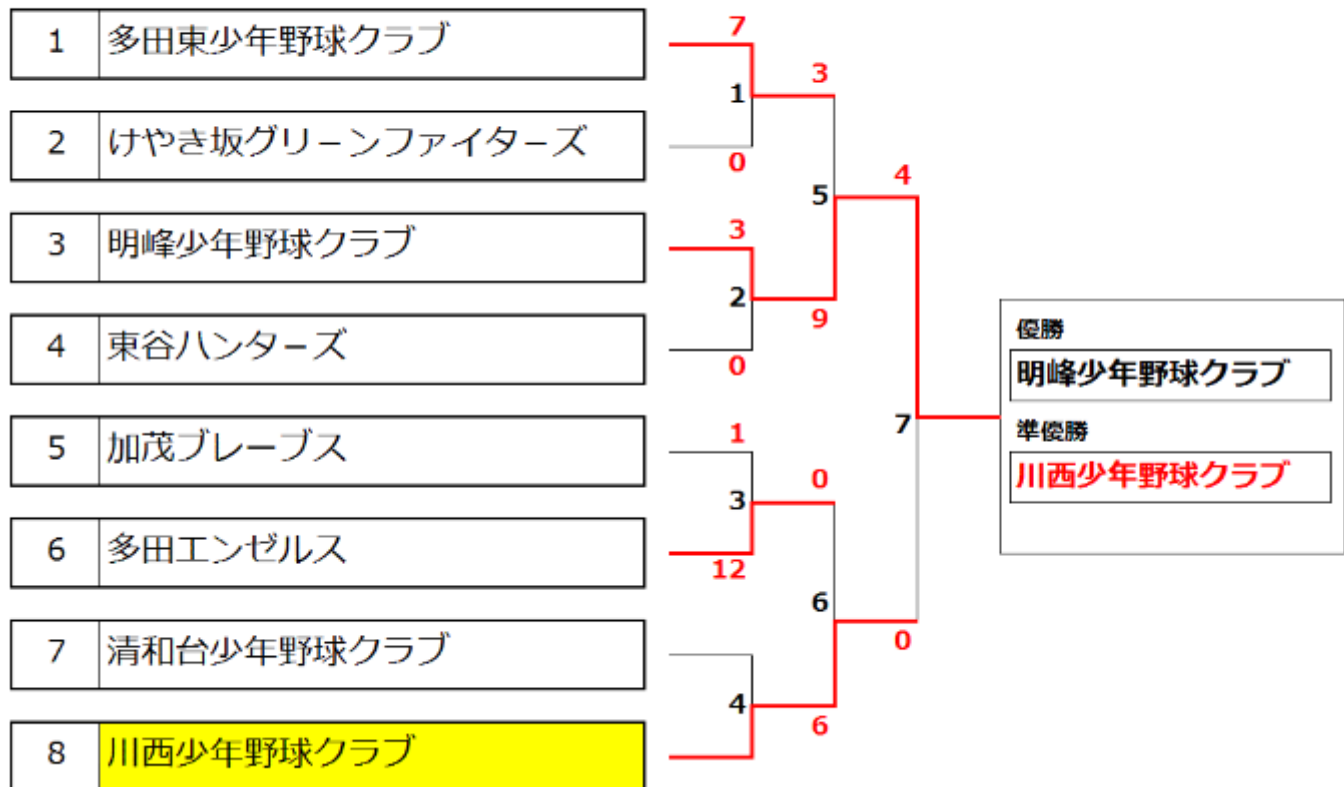 1 多田東少年野球クラブ
7
3
1
2 けやき坂グリーンファイターズ
0
4
5
3 明峰少年野球クラブ
3
2
9
4 東谷ハンターズ
0
優勝
明峰少年野球クラブ
7
準優勝
川西少年野球クラブ
5 加茂ブレーブス
1
0
3
6 多田エンゼルス
12
6
0
7 清和台少年野球クラブ
4
6
8 川西少年野球クラブ